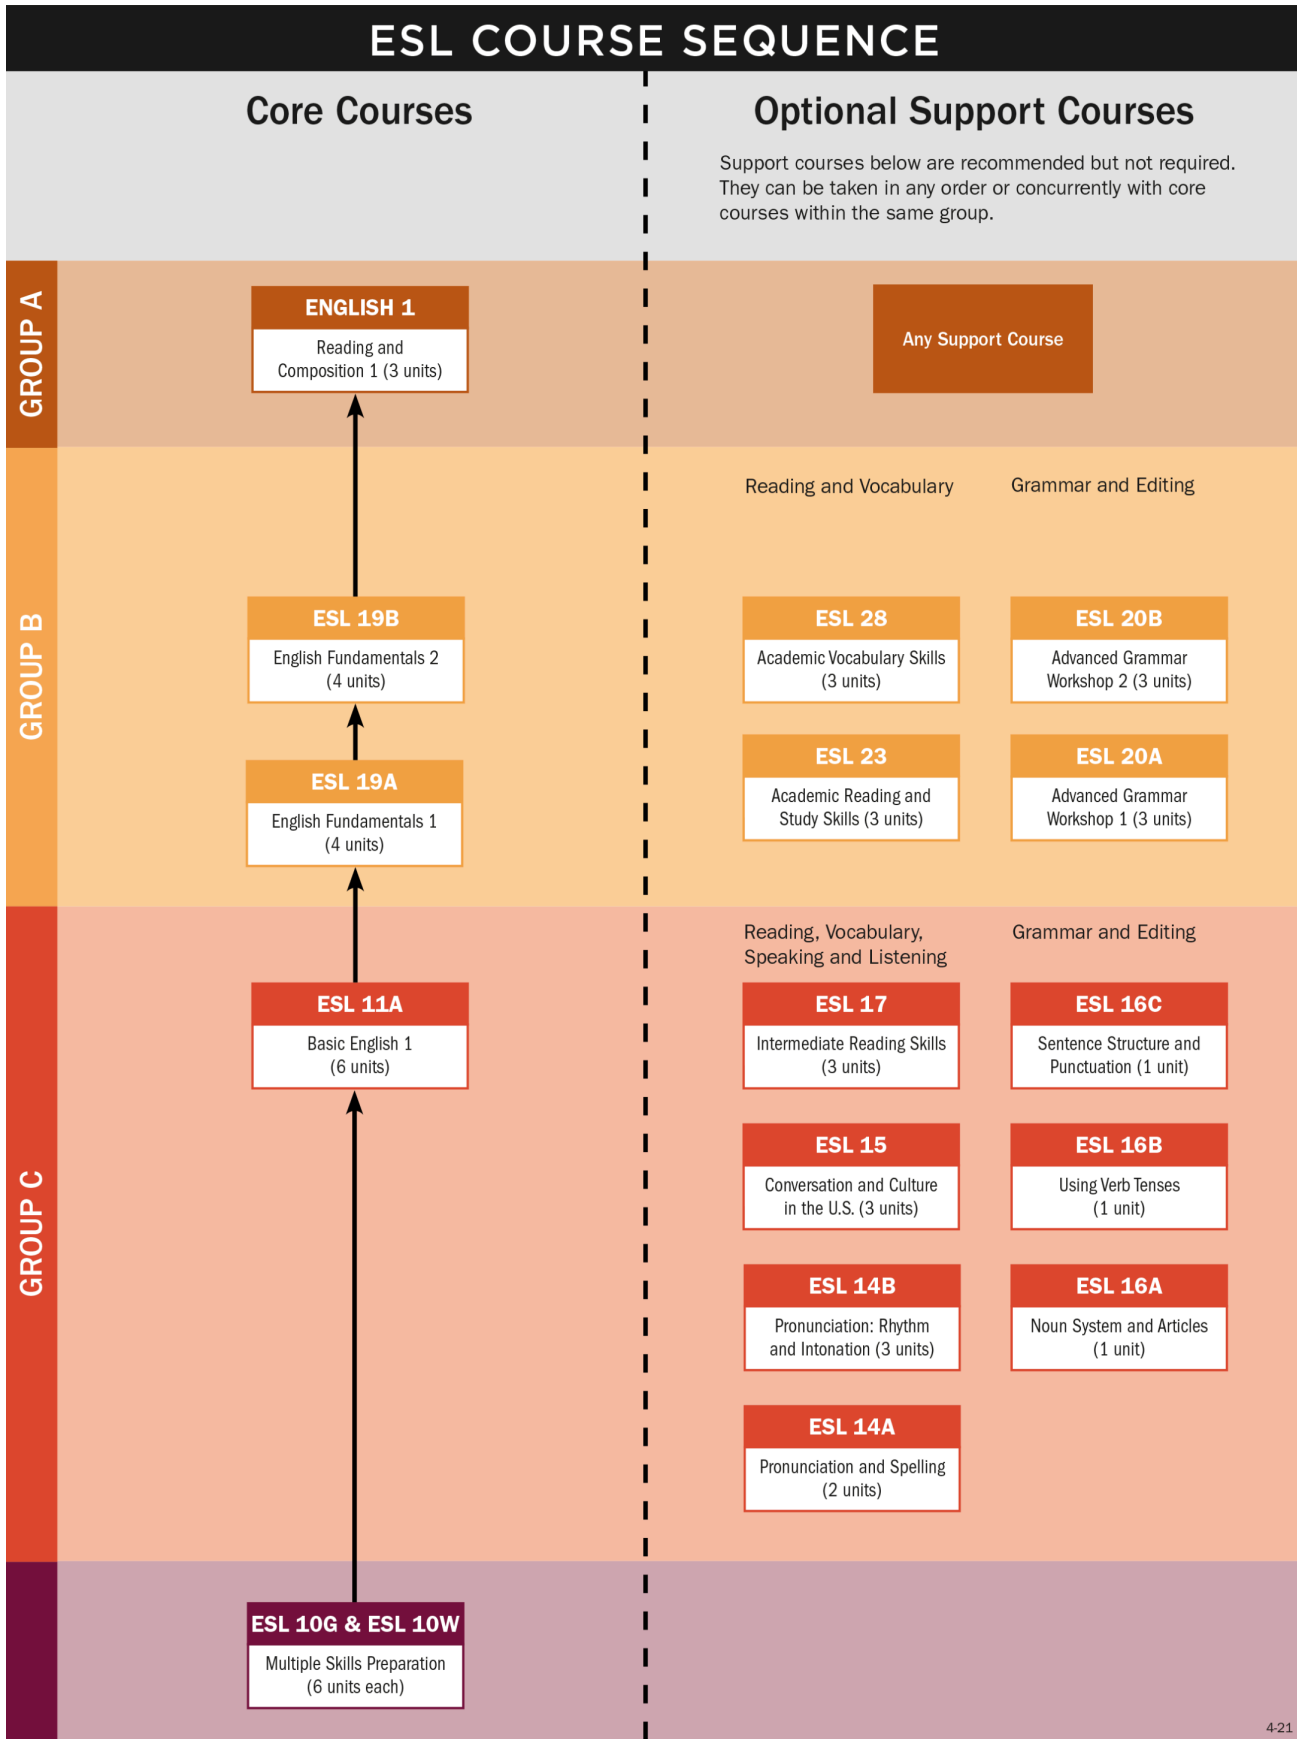 ESL COURSE SEQUENCE
Core Courses
Optional Support Courses
Support courses below are recommended but not required.
They can be taken in any order or concurrently with core
courses within the same group.
GROUP A
ENGLISH 1
Reading and
Composition 1 (3 units)
Any Support Course
GROUP B
Reading and Vocabulary
Grammar and Editing
ESL 19B
English Fundamentals 2
(4 units)
ESL 28
Academic Vocabulary Skills
(3 units)
ESL 20B
Advanced Grammar
Workshop 2 (3 units)
ESL 19A
English Fundamentals 1
(4 units)
ESL 23
Academic Reading and
Study Skills (3 units)
ESL 20A
Advanced Grammar
Workshop 1 (3 units)
GROUP C
Reading, Vocabulary,
Speaking and Listening
Grammar and Editing
ESL 11A
Basic English 1
(6 units)
ESL 17
Intermediate Reading Skills
(3 units)
ESL 16C
Sentence Structure and
Punctuation (1 unit)
ESL 15
Conversation and Culture
in the U.S. (3 units)
ESL 16B
Using Verb Tenses
(1 unit)
ESL 14B
Pronunciation: Rhythm
and Intonation (3 units)
ESL 16A
Noun System and Articles
(1 unit)
ESL 14A
Pronunciation and Spelling
(2 units)
ESL 10G & ESL 10W
Multiple Skills Preparation
(6 units each)
4-21